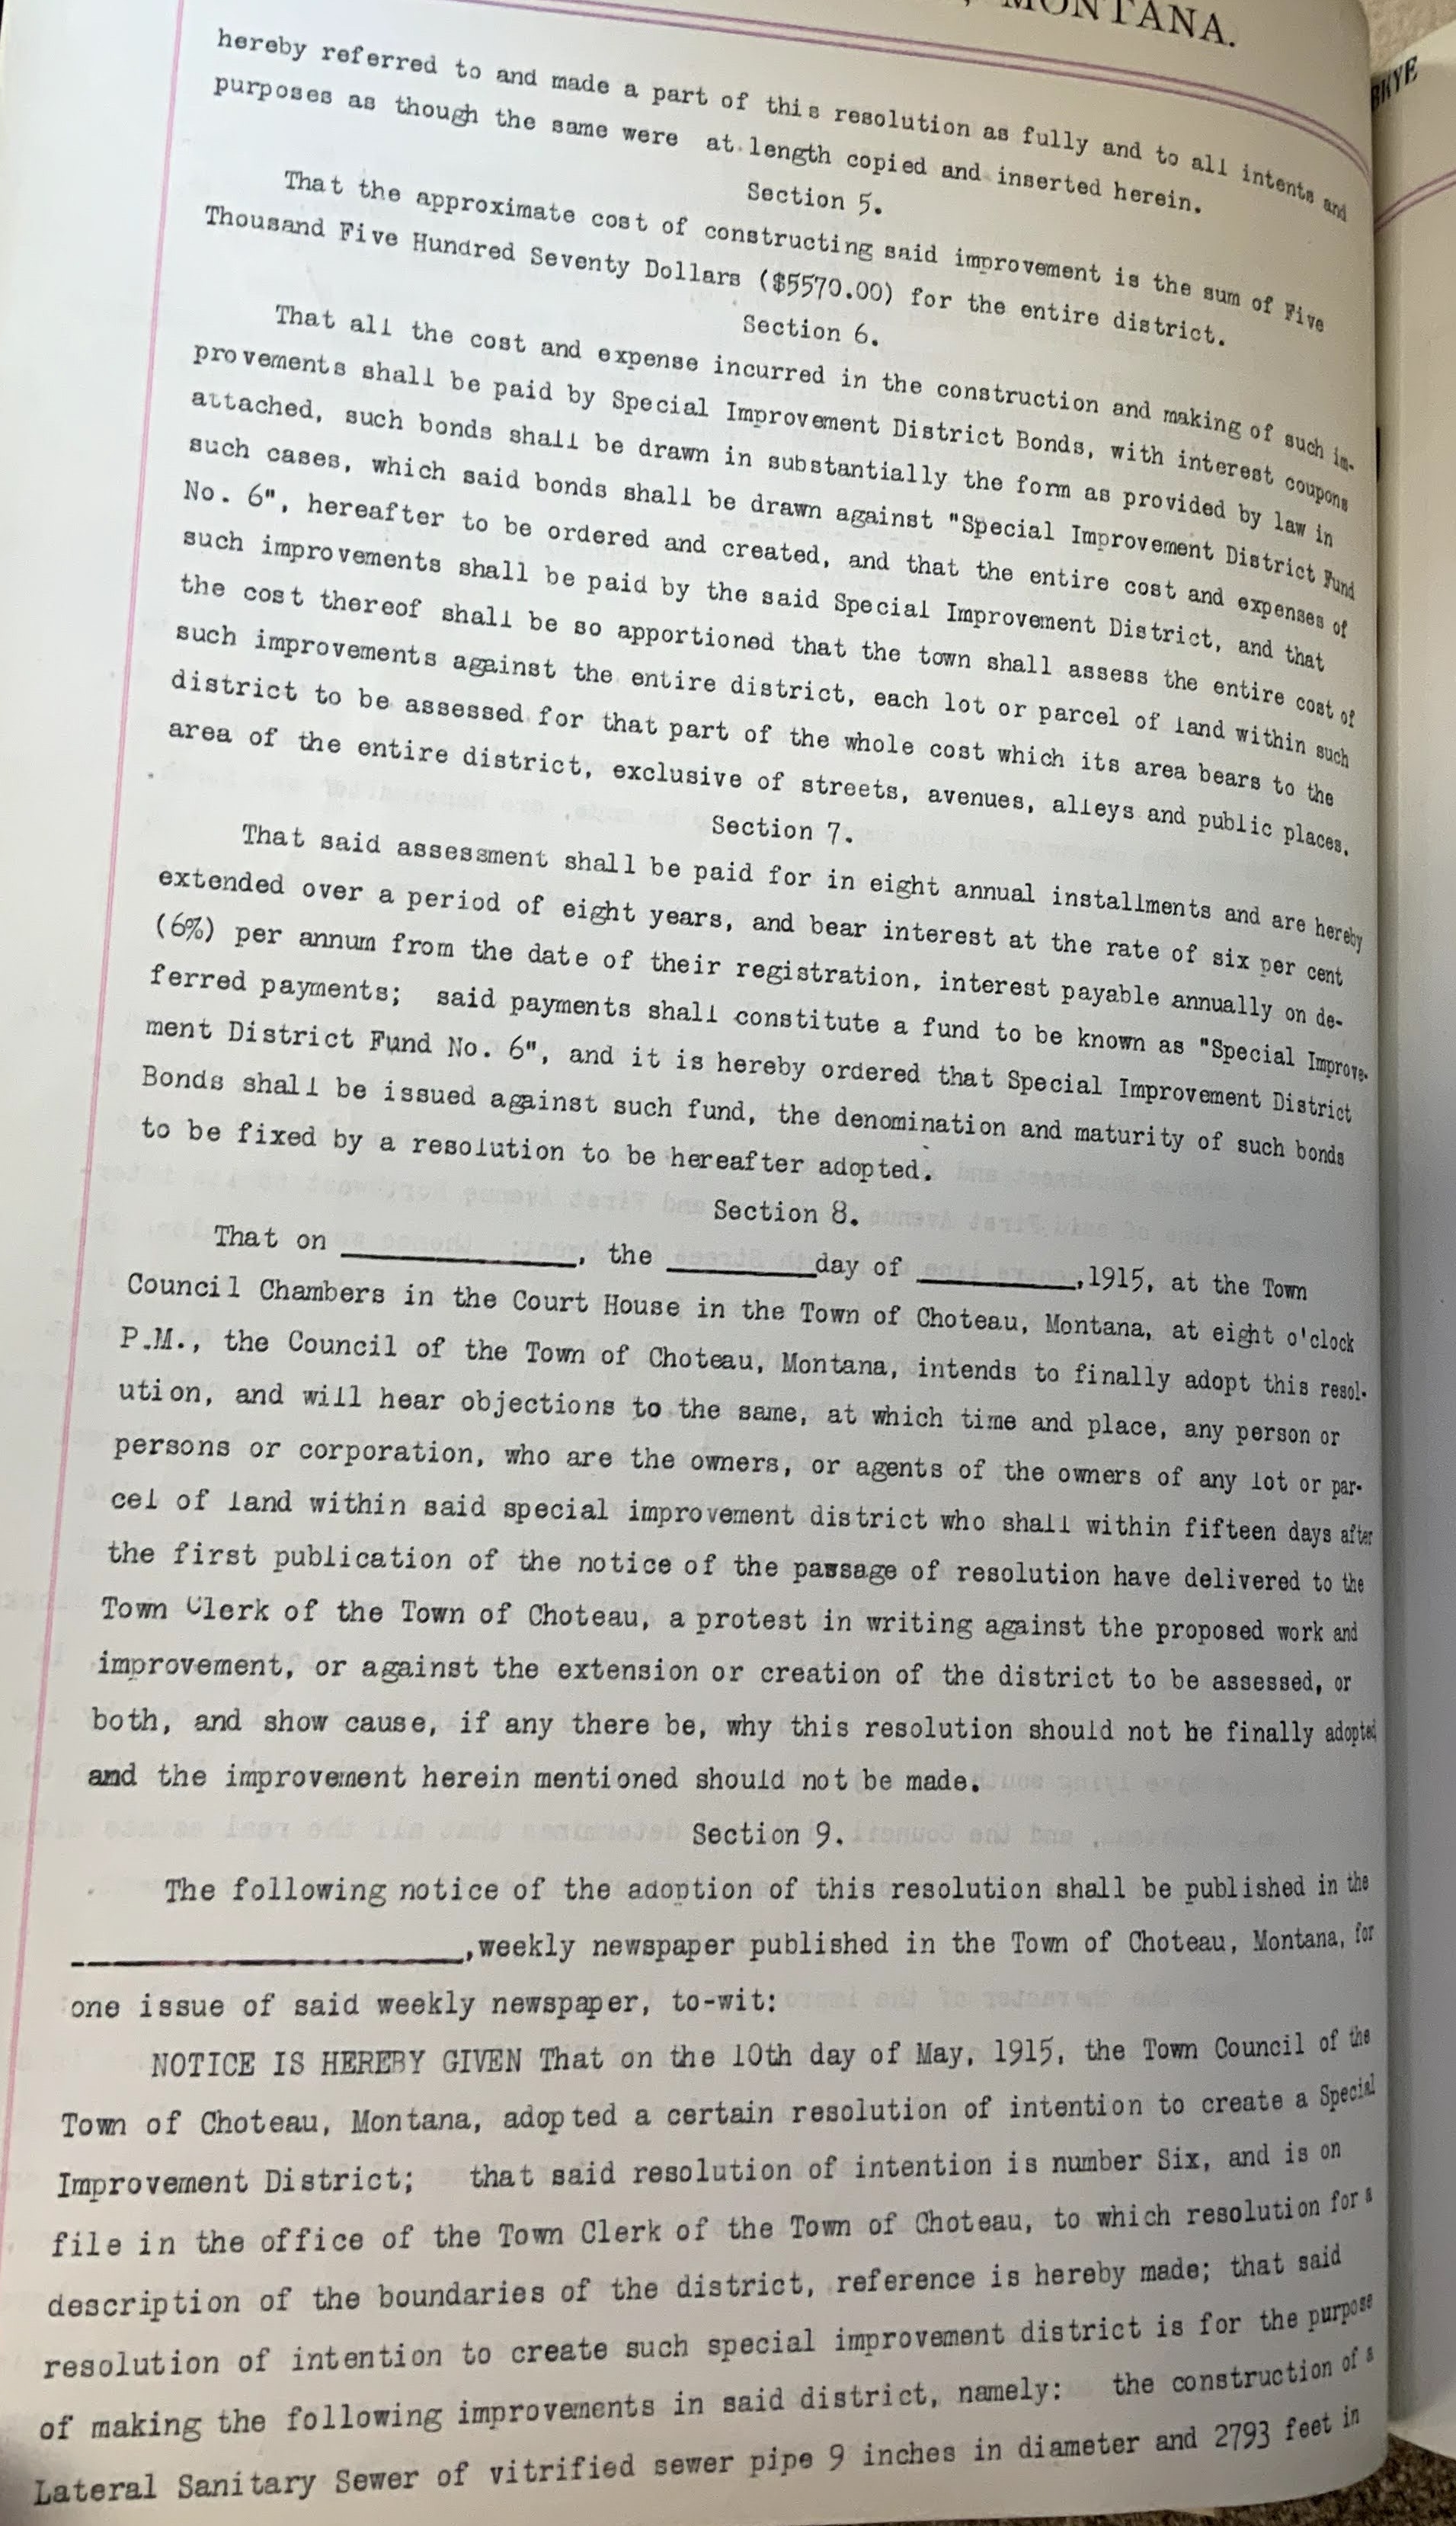 MONTANA.
hereby referred to and made a part of this resolution as fully and to all intents and
purposes as though the same were at length copied and inserted herein.
Section 5.
That the approximate cost of constructing said improvement is the sum of Five
Thousand Five Hundred Seventy Dollars ($5570.00) for the entire district.
Section 6.
That all the cost and expense incurred in the construction and making of such im-
provements shall be paid by Special Improvement District Bonds, with interest coupons
attached, such bonds shall be drawn in substantially the form as provided by law in
such cases, which said bonds shall be drawn against "Special Improvement District Fund
No. 6", hereafter to be ordered and created, and that the entire cost and expenses of
such improvements shall be paid by the said Special Improvement District, and that
the cost thereof shall be so apportioned that the town shall assess the entire cost of
such improvements against the entire district, each lot or parcel of land within such
district to be assessed for that part of the whole cost which its area bears to the
area of the entire district, exclusive of streets, avenues, alleys and public places.
Section 7.
That said assessment shall be paid for in eight annual installments and are hereby
extended over a period of eight years, and bear interest at the rate of six per cent
(6%) per annum from the date of their registration, interest payable annually on de-
ferred payments; said payments shall constitute a fund to be known as "Special Improve-
ment District Fund No. 6", and it is hereby ordered that Special Improvement District
Bonds shall be issued against such fund, the denomination and maturity of such bonds
to be fixed by a resolution to be hereafter adopted.
Section 8.
That on ____________, the ________day of ________,1915, at the Town
Council Chambers in the Court House in the Town of Choteau, Montana, at eight o'clock
P.M., the Council of the Town of Choteau, Montana, intends to finally adopt this resol-
ution, and will hear objections to the same, at which time and place, any person or
persons or corporation, who are the owners, or agents of the owners of any lot or par-
cel of land within said special improvement district who shall within fifteen days after
the first publication of the notice of the passage of resolution have delivered to the
Town Clerk of the Town of Choteau, a protest in writing against the proposed work and
improvement, or against the extension or creation of the district to be assessed, or
both, and show cause, if any there be, why this resolution should not be finally adopted
and the improvement herein mentioned should not be made.
Section 9.
The following notice of the adoption of this resolution shall be published in the
____________________,weekly newspaper published in the Town of Choteau, Montana, for
one issue of said weekly newspaper, to-wit:
NOTICE IS HEREBY GIVEN That on the 10th day of May, 1915, the Town Council of the
Town of Choteau, Montana, adopted a certain resolution of intention to create a Special
Improvement District; that said resolution of intention is number Six, and is on
file in the office of the Town Clerk of the Town of Choteau, to which resolution for a
description of the boundaries of the district, reference is hereby made; that said
resolution of intention to create such special improvement district is for the purpose
of making the following improvements in said district, namely: the construction of a
Lateral Sanitary Sewer of vitrified sewer pipe 9 inches in diameter and 2793 feet in